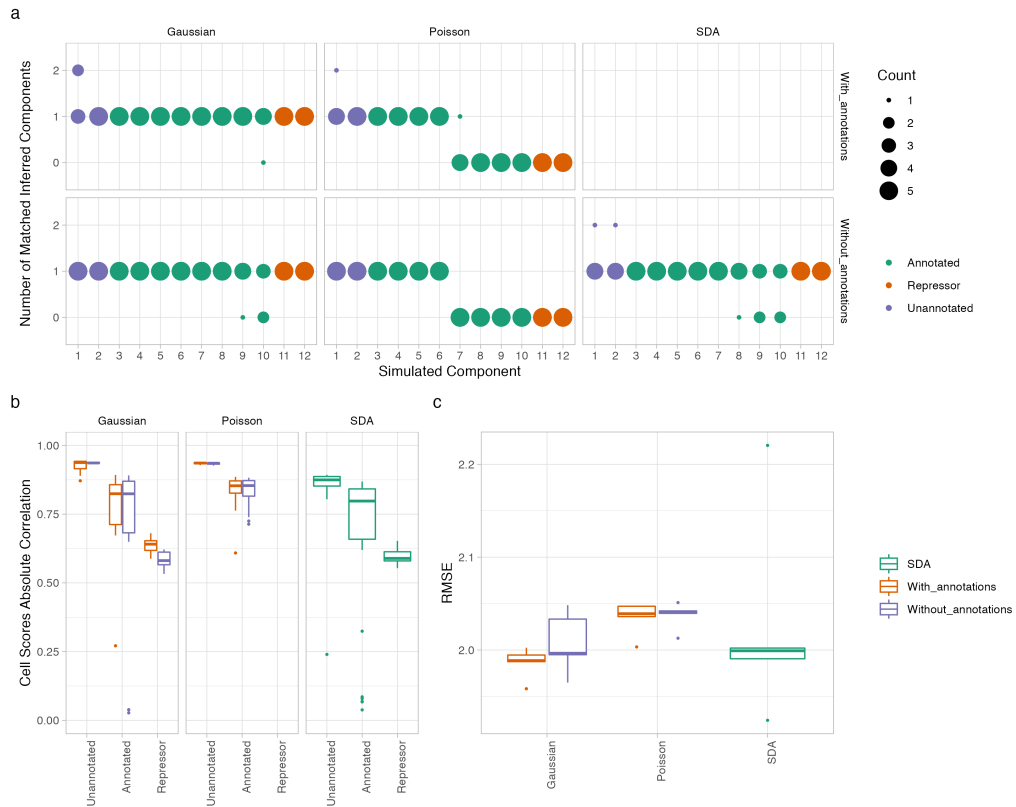 a
Gaussian Poisson SDA
Number of Matched Inferred Components
2
1
0
With_annotations
2
1
0
Without_annotations
1 2 3 4 5 6 7 8 9 10 11 12 1 2 3 4 5 6 7 8 9 10 11 12 1 2 3 4 5 6 7 8 9 10 11 12
Simulated Component
Count
1
2
3
4
5
Annotated
Repressor
Unannotated
b
Gaussian Poisson SDA
Cell Scores Absolute Correlation
1.00
0.75
0.50
0.25
0.00
Unannotated Annotated Repressor Unannotated Annotated Repressor Unannotated Annotated Repressor
c
RMSE
2.2
2.1
2.0
Gaussian Poisson SDA
SDA
With_annotations
Without_annotations